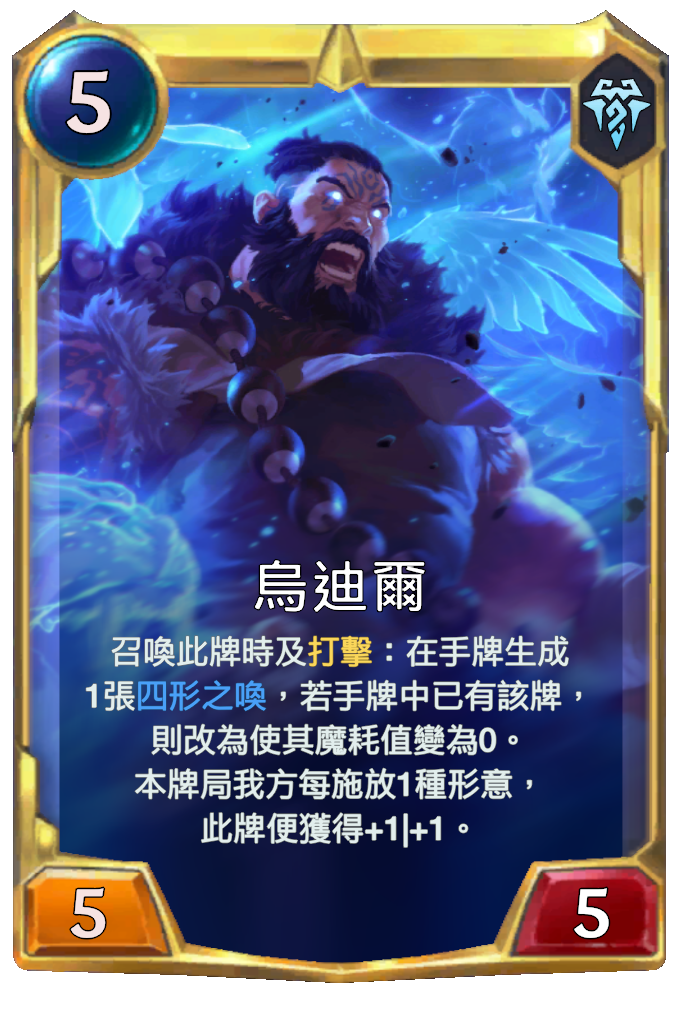 5
烏迪爾
召喚此牌時及打擊：在手牌生成
1張四形之喚，若手牌中已有該牌，
則改為使其魔耗值變為0。
本牌局我方每施放1種形意，
此牌便獲得+1|+1。
5
5